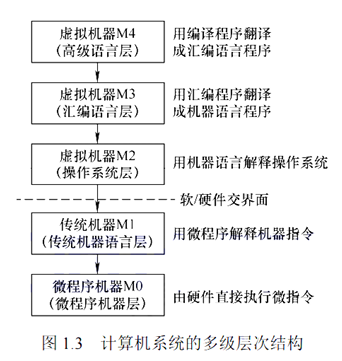 虚拟机器M4
(高级语言层)
用编译程序翻译
成汇编语言程序
虚拟机器M3
(汇编语言层)
用汇编程序翻译
成机器语言程序
虚拟机器M2
(操作系统层)
用机器语言解释操作系统
软/硬件交界面
传统机器M1
(传统机器语言层)
用微程序解释机器指令
微程序机器M0
(微程序机器层)
由硬件直接执行微指令
图 1.3 计算机系统的多级层次结构